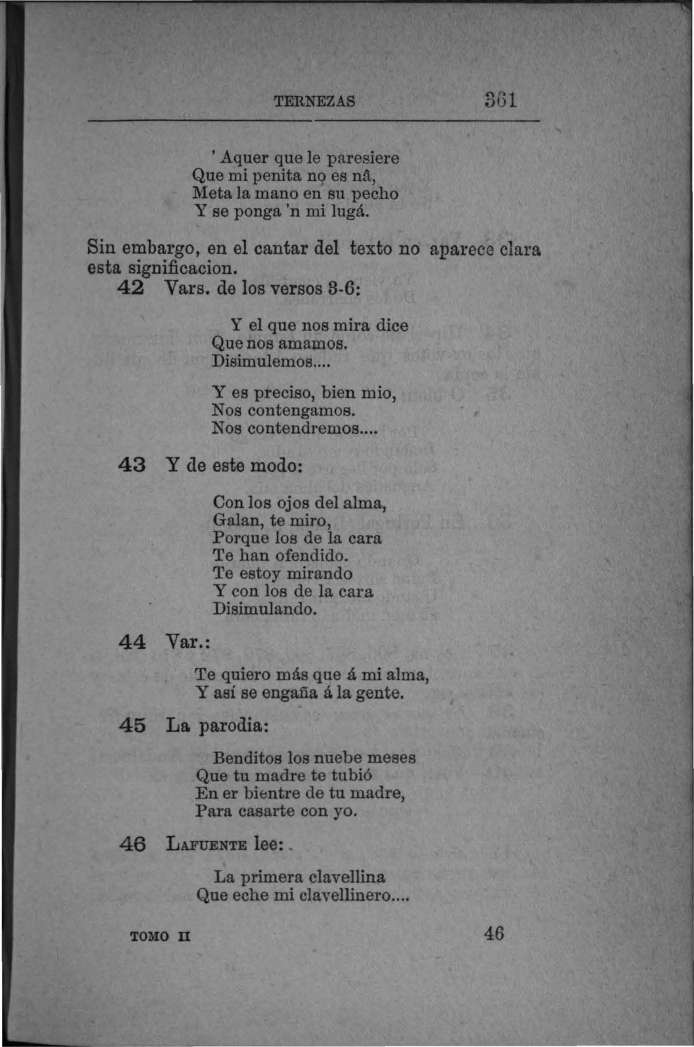 TERNEZAS 361
' Aquer que le paresiere
Que mi penita no es nâ,
Meta la mano en su pecho
Y se ponga 'n mi lugá.
Sin embargo, en el cantar del texto no aparece clara
esta significacion.
42 Vars. de los versos 3-6:
Y el que nos mira dice
Que nos amamos.
Disimulemos....
Y es preciso, bien mio,
Nos contengamos.
Nos contendremos....
43 Y de este modo:
Con los ojos del alma,
Galan, te miro,
Porque los de la cara
Te han ofendido.
Te estoy mirando
Y con los de la cara
Disimulando.
44 Var.:
Te quiero más que á mi alma,
Y así se engaña á la gente.
45 La parodia:
Benditos los nuebe meses
Que tu madre te tubió
En er bientre de tu madre,
Para casarte con yo.
46 LAFUENTE lee:
La primera clavellina
Que eche mi clavellinero....
TOMO II 46